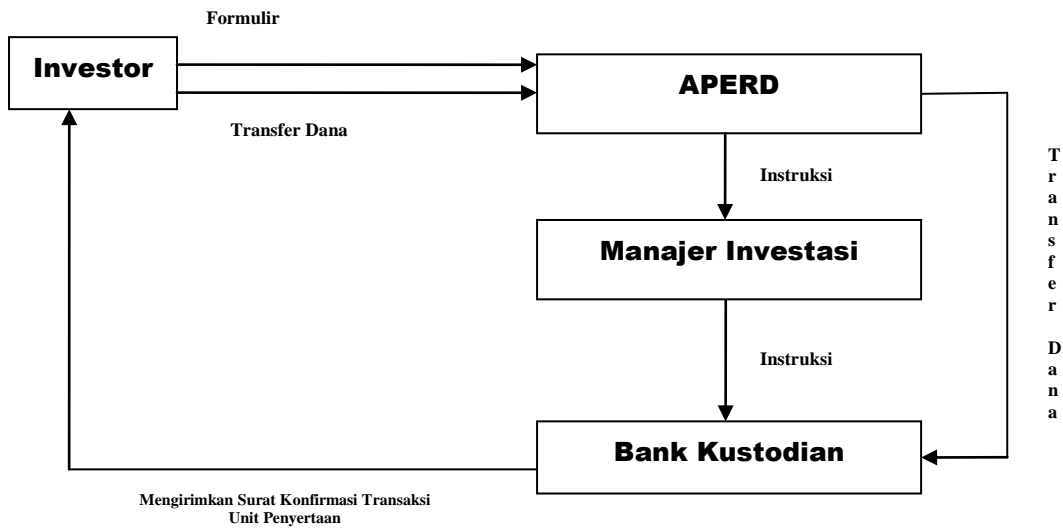 Formulir
Investor
APERD
Transfer Dana
Instruksi
Transfer Dana
Manajer Investasi
Instruksi
Bank Kustodian
Mengirimkan Surat Konfirmasi Transaksi
Unit Penyertaan